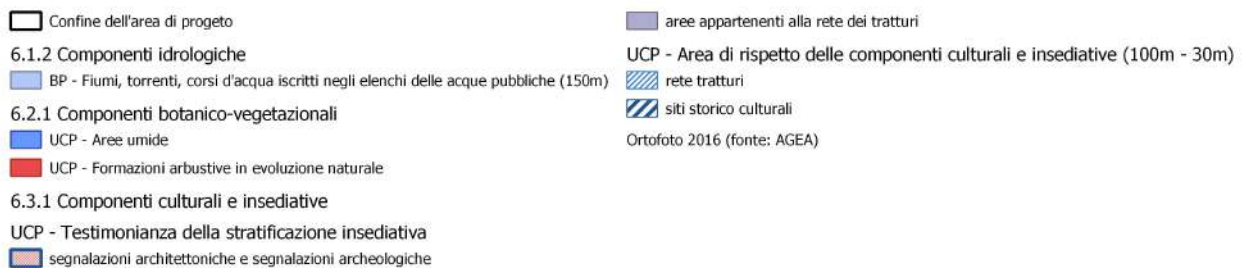 Confine dell'area di progetto
6.1.2 Componenti idrologiche
BP - Fiumi, torrenti, corsi d'acqua iscritti negli elenchi delle acque pubbliche (150m)
6.2.1 Componenti botanico-vegetazionali
UCP - Aree umide
UCP - Formazioni arbustive in evoluzione naturale
6.3.1 Componenti culturali e insediative
UCP - Testimonianza della stratificazione insediativa
segnalazioni architettoniche e segnalazioni archeologiche
aree appartenenti alla rete dei tratturi
UCP - Area di rispetto delle componenti culturali e insediative (100m - 30m)
rete tratturi
siti storico culturali
Ortofoto 2016 (fonte: AGEA)